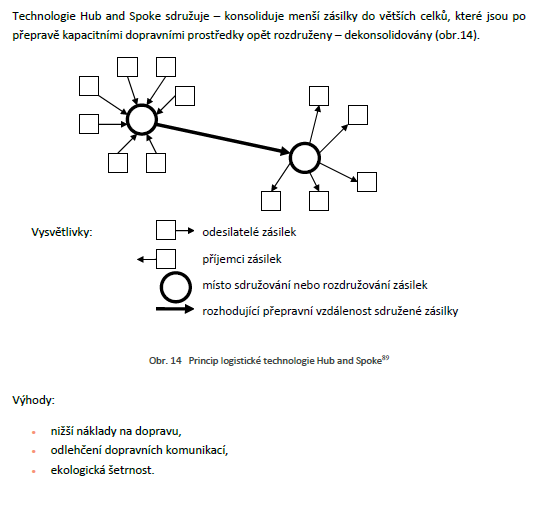 Technologie Hub and Spoke sdružuje – konsoliduje menší zásilky do větších celků, které jsou po
přepravě kapacitními dopravními prostředky opět rozdruženy – dekonsolidovány (obr.14).
Vysvětlivky:
odesilatelé zásilek
příjemci zásilek
místo sdružování nebo rozdružování zásilek
rozhodující přepravní vzdálenost sdružené zásilky
Obr. 14 Princip logistické technologie Hub and Spoke⁸⁹
Výhody:
• nižší náklady na dopravu,
• odlehčení dopravních komunikací,
• ekologická šetrnost.